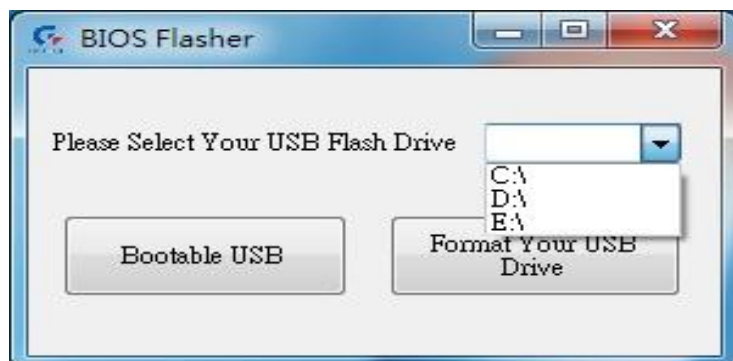 BIOS Flasher
Please Select Your USB Flash Drive
C:\
D:\
E:\
Bootable USB
Format Your USB
Drive